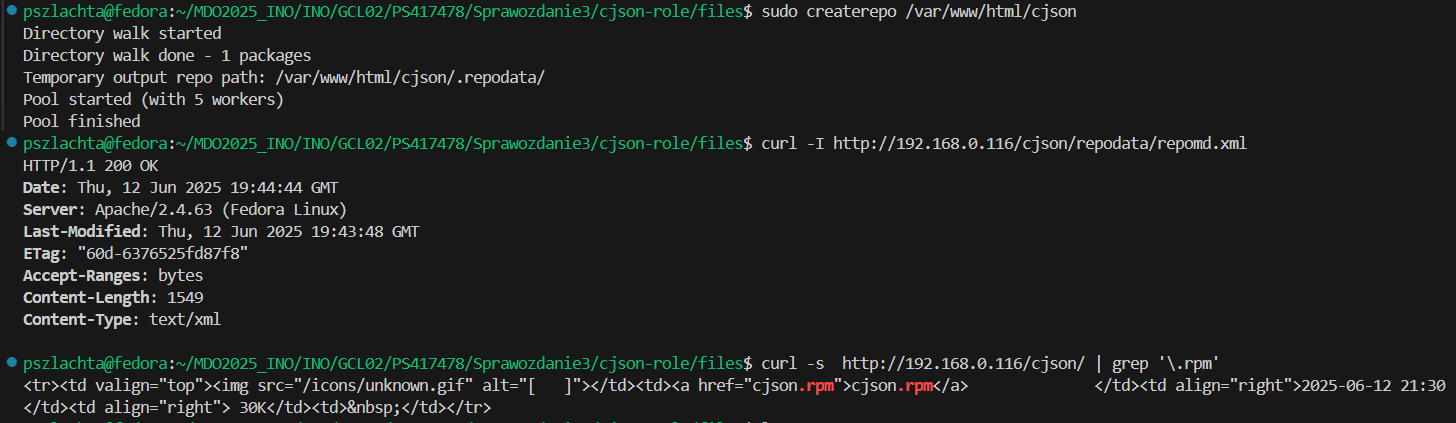 pszlachta@fedora:~/MDO2025_INO/INO/GCL02/PS417478/Sprawozdanie3/cjson-role/files$ sudo createrepo /var/www/html/cjson
Directory walk started
Directory walk done - 1 packages
Temporary output repo path: /var/www/html/cjson/.repodata/
Pool started (with 5 workers)
Pool finished
pszlachta@fedora:~/MDO2025_INO/INO/GCL02/PS417478/Sprawozdanie3/cjson-role/files$ curl -I http://192.168.0.116/cjson/repodata/repomd.xml
HTTP/1.1 200 OK
Date: Thu, 12 Jun 2025 19:44:44 GMT
Server: Apache/2.4.63 (Fedora Linux)
Last-Modified: Thu, 12 Jun 2025 19:43:48 GMT
ETag: "60d-6376525fd87f8"
Accept-Ranges: bytes
Content-Length: 1549
Content-Type: text/xml
pszlachta@fedora:~/MDO2025_INO/INO/GCL02/PS417478/Sprawozdanie3/cjson-role/files$ curl -s  http://192.168.0.116/cjson/ | grep '\.rpm'
<tr><td valign="top"><img src="/icons/unknown.gif" alt="[   ]"></td><td><a href="cjson.rpm">cjson.rpm</a>              </td><td align="right">2025-06-12 21:30
</td><td align="right"> 30K</td><td>&nbsp;</td></tr>